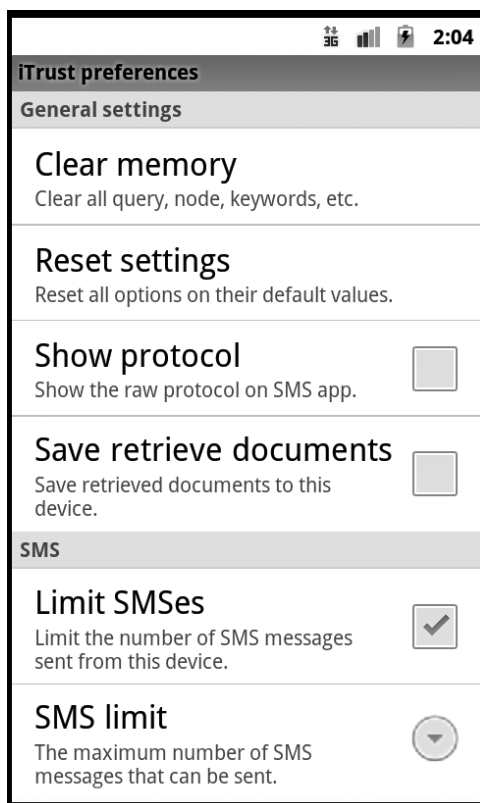 3G 2:04
iTrust preferences
General settings
Clear memory
Clear all query, node, keywords, etc.
Reset settings
Reset all options on their default values.
Show protocol
Show the raw protocol on SMS app.
Save retrieve documents
Save retrieved documents to this
device.
SMS
Limit SMSes
Limit the number of SMS messages
sent from this device.
SMS limit
The maximum number of SMS
messages that can be sent.